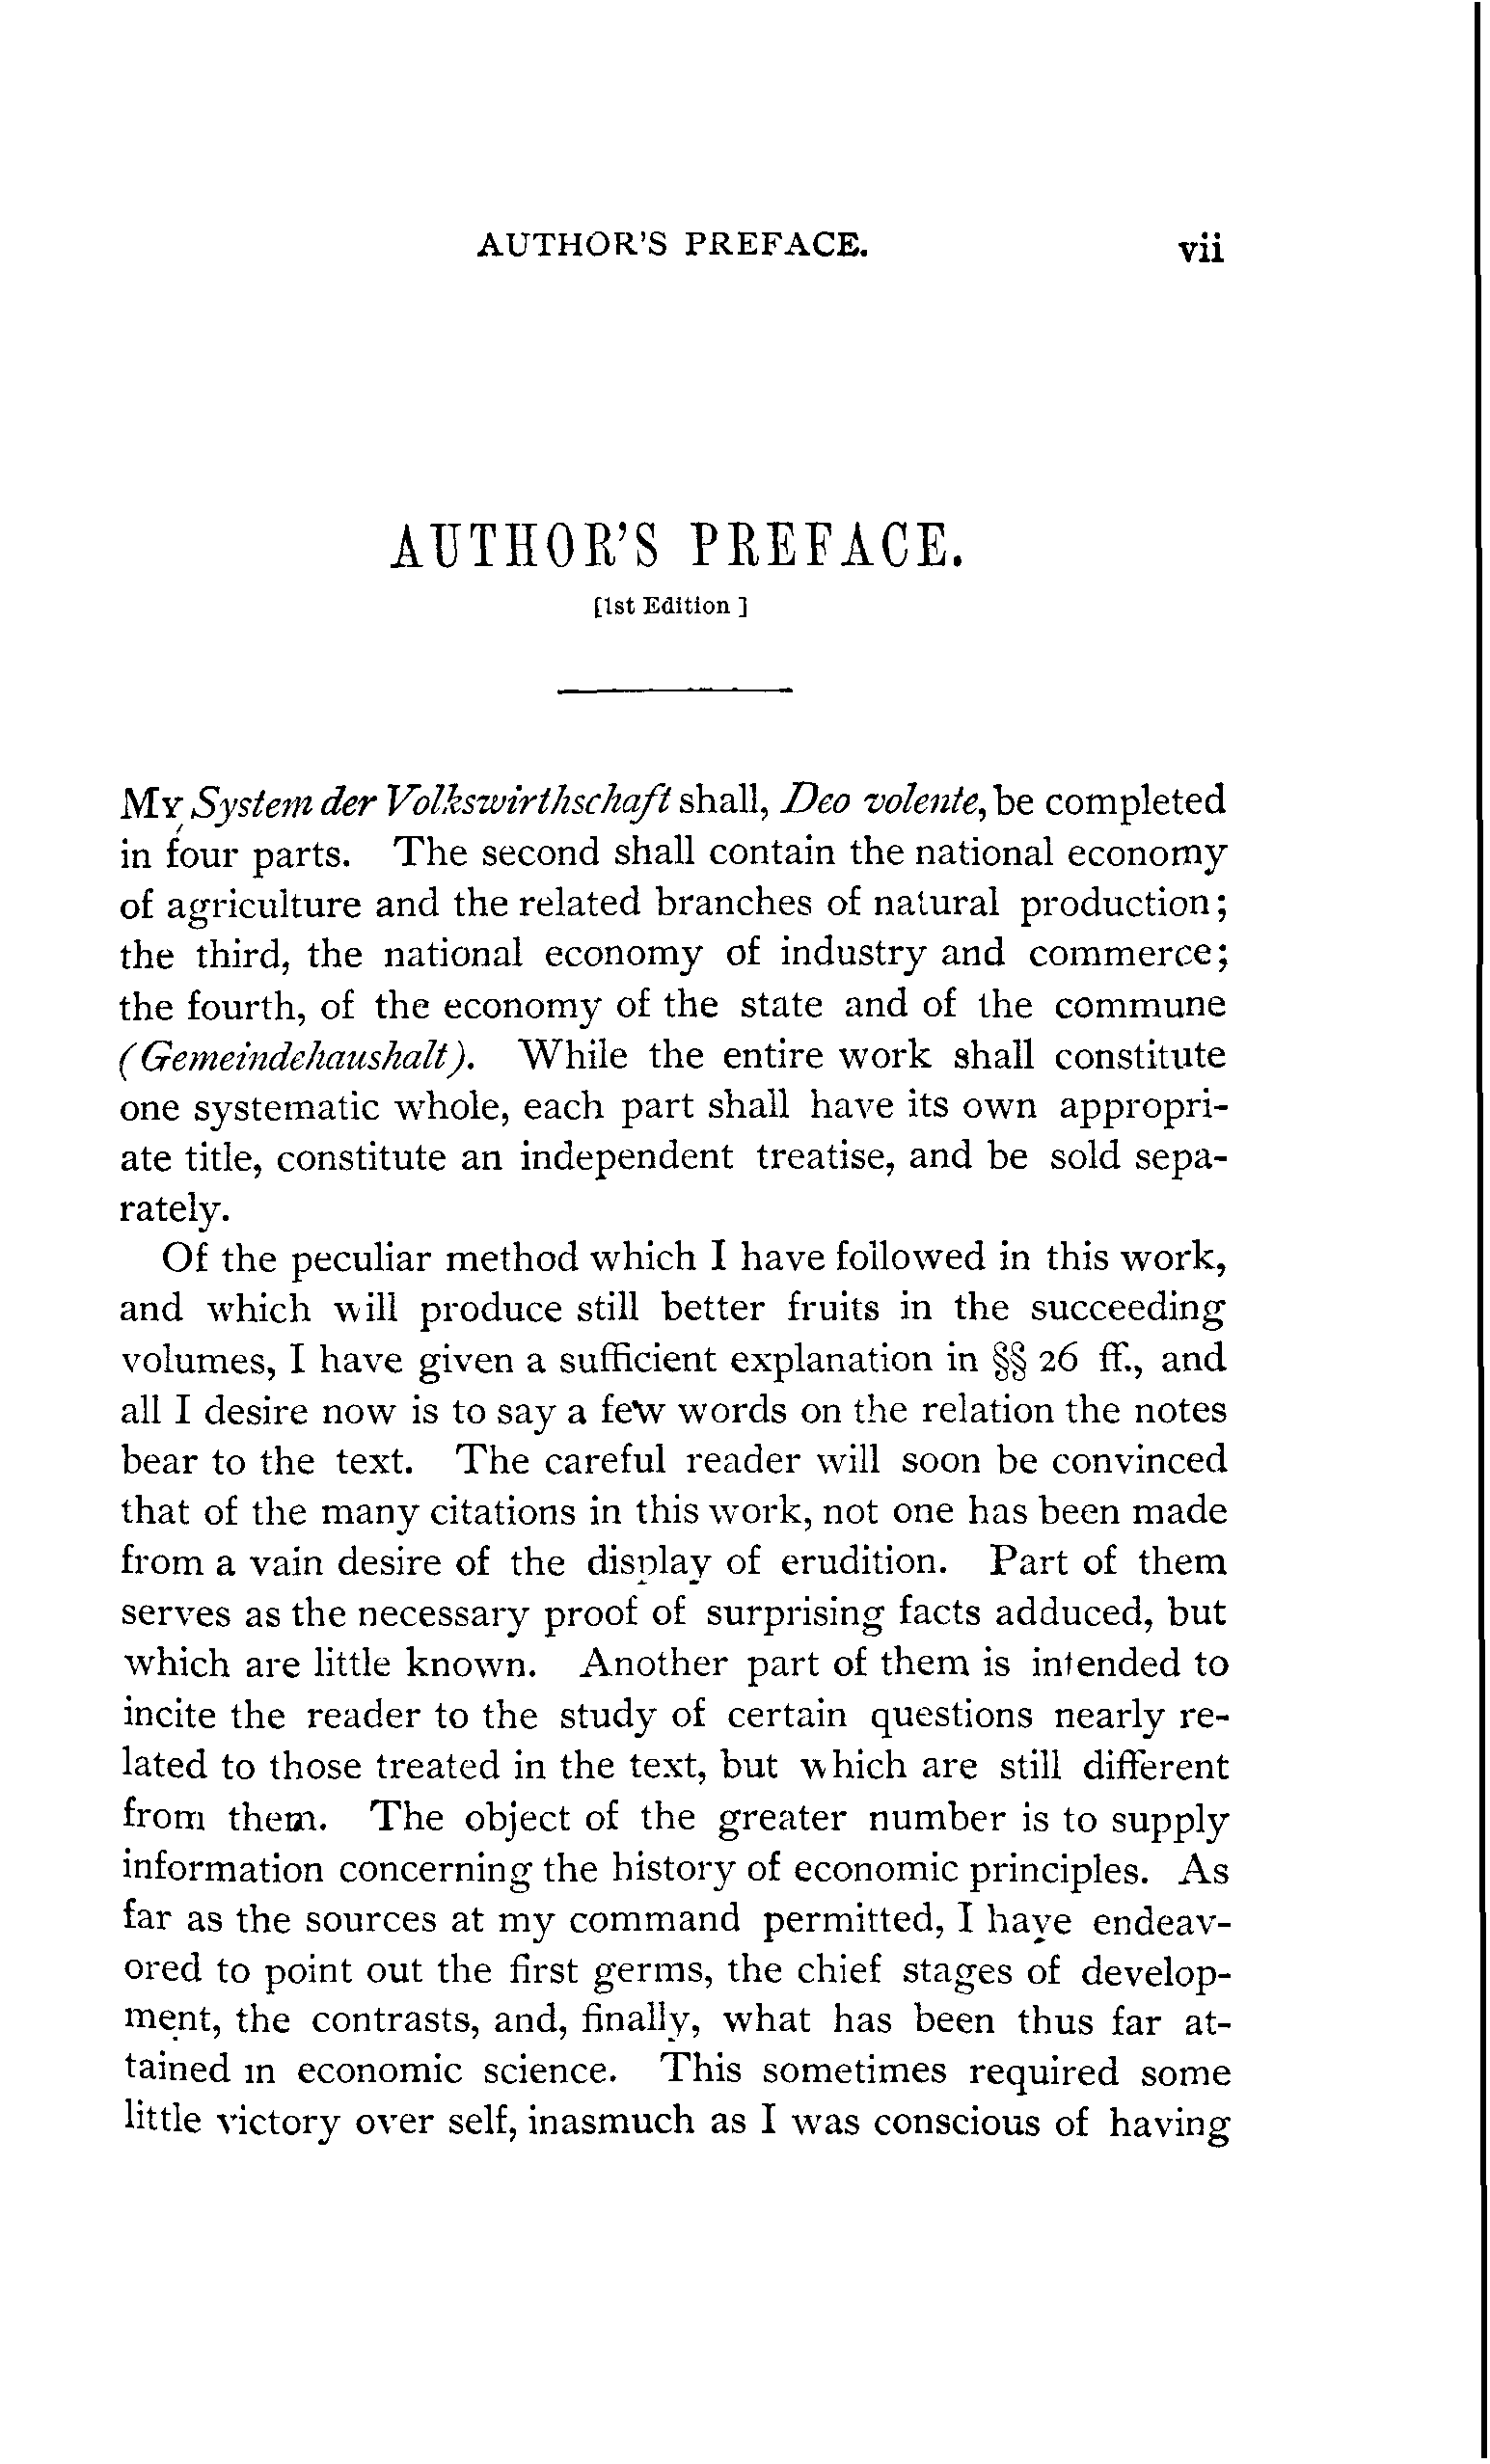 AUTHOR'S PREFACE. vii
AUTHOR'S PREFACE.
[1st Edition]
MY System der Volkswirthschaft shall, Deo volente, be completed
in four parts. The second shall contain the national economy
of agriculture and the related branches of natural production;
the third, the national economy of industry and commerce;
the fourth, of the economy of the state and of the commune
(Gemeindehaushalt). While the entire work shall constitute
one systematic whole, each part shall have its own appropri-
ate title, constitute an independent treatise, and be sold sepa-
rately.
Of the peculiar method which I have followed in this work,
and which will produce still better fruits in the succeeding
volumes, I have given a sufficient explanation in §§ 26 ff., and
all I desire now is to say a few words on the relation the notes
bear to the text. The careful reader will soon be convinced
that of the many citations in this work, not one has been made
from a vain desire of the display of erudition. Part of them
serves as the necessary proof of surprising facts adduced, but
which are little known. Another part of them is intended to
incite the reader to the study of certain questions nearly re-
lated to those treated in the text, but which are still different
from them. The object of the greater number is to supply
information concerning the history of economic principles. As
far as the sources at my command permitted, I have endeav-
ored to point out the first germs, the chief stages of develop-
ment, the contrasts, and, finally, what has been thus far at-
tained in economic science. This sometimes required some
little victory over self, inasmuch as I was conscious of having